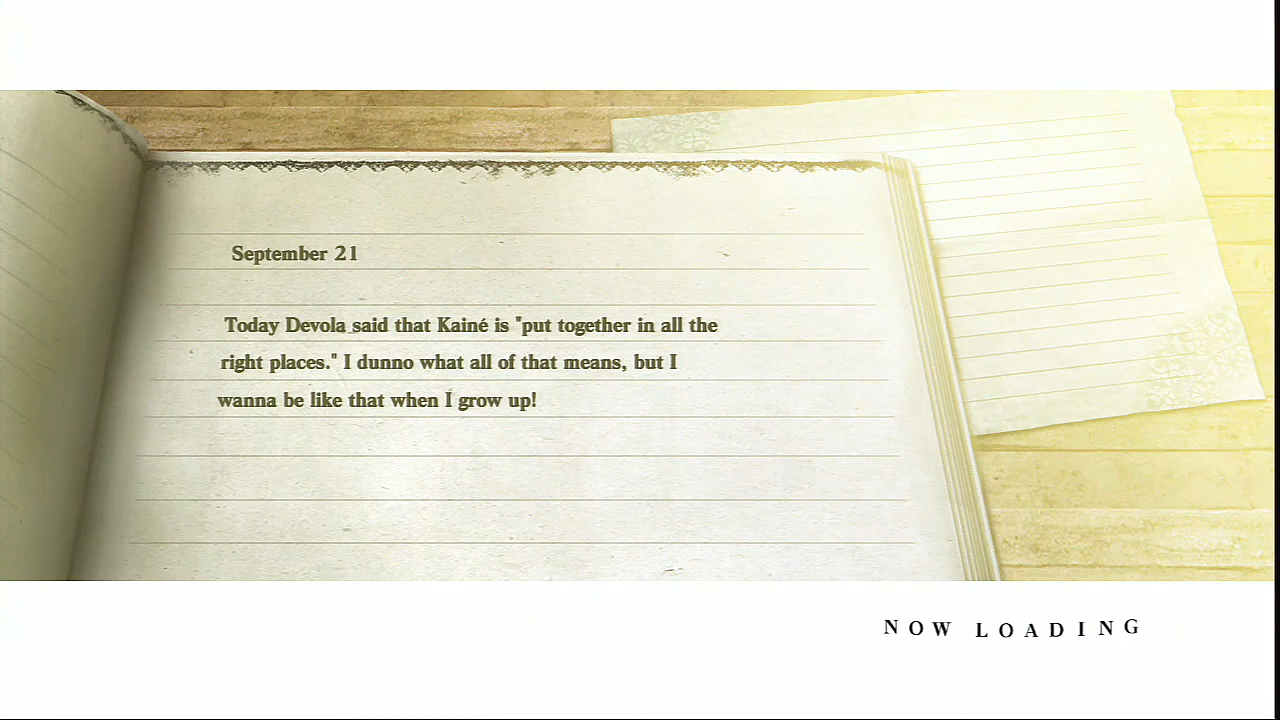 September 21
Today Devola said that Kainé is "put together in all the
right places." I dunno what all of that means, but I
wanna be like that when I grow up!
NOW LOADING